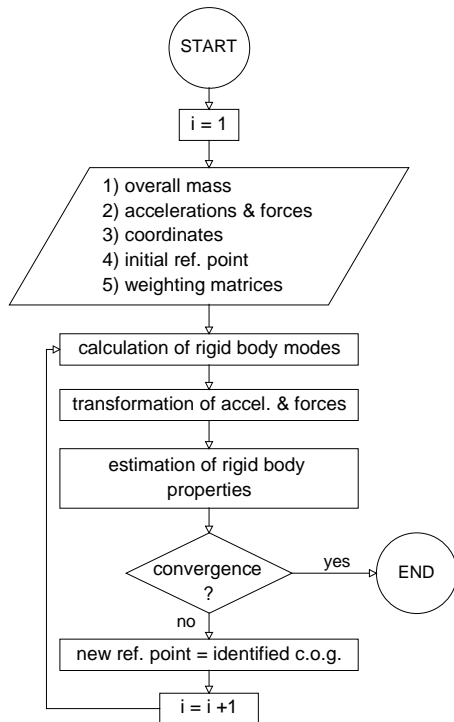 START
i = 1
1) overall mass
2) accelerations & forces
3) coordinates
4) initial ref. point
5) weighting matrices
calculation of rigid body modes
transformation of accel. & forces
estimation of rigid body
properties
convergence
?
yes
END
no
new ref. point = identified c.o.g.
i = i +1